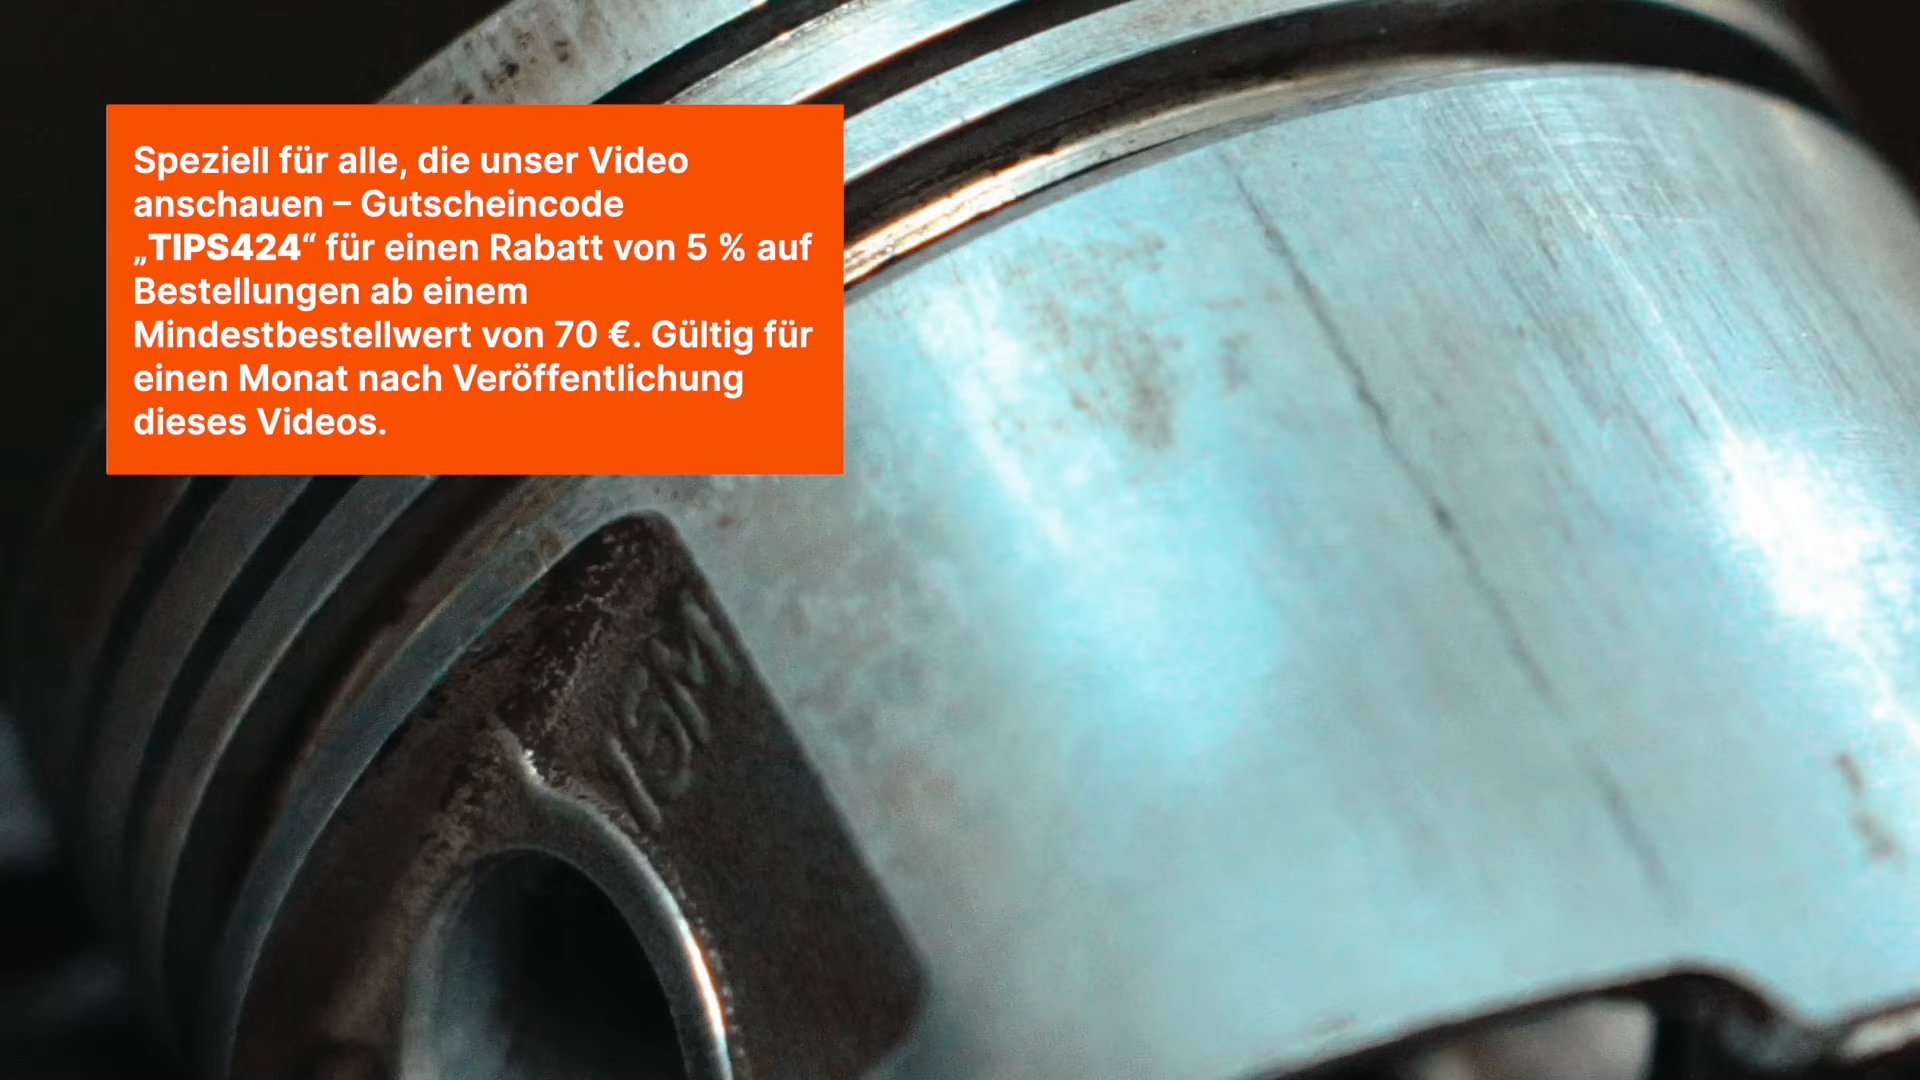 Speziell für alle, die unser Video
anschauen – Gutscheincode
„TIPS424“ für einen Rabatt von 5 % auf
Bestellungen ab einem
Mindestbestellwert von 70 €. Gültig für
einen Monat nach Veröffentlichung
dieses Videos.